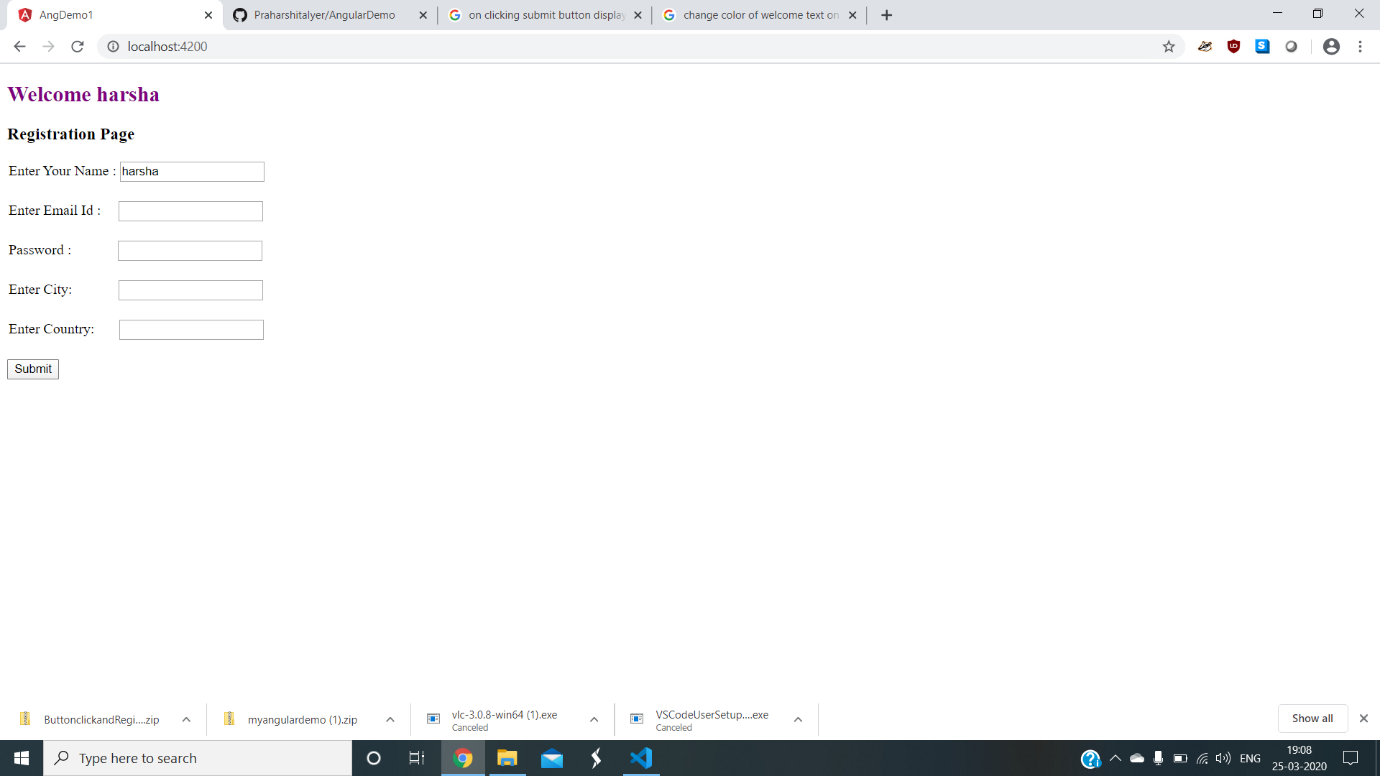 AngDemo1
PraharshitaIyer/AngularDemo
on clicking submit button display
change color of welcome text on
localhost:4200
Welcome harsha
Registration Page
Enter Your Name : harsha
Enter Email Id :
Password :
Enter City:
Enter Country:
Submit
ButtonclickandRegi....zip
myangulardemo (1).zip
vlc-3.0.8-win64 (1).exe
Canceled
VSCodeUserSetup....exe
Canceled
Show all
Type here to search
ENG
19:08
25-03-2020